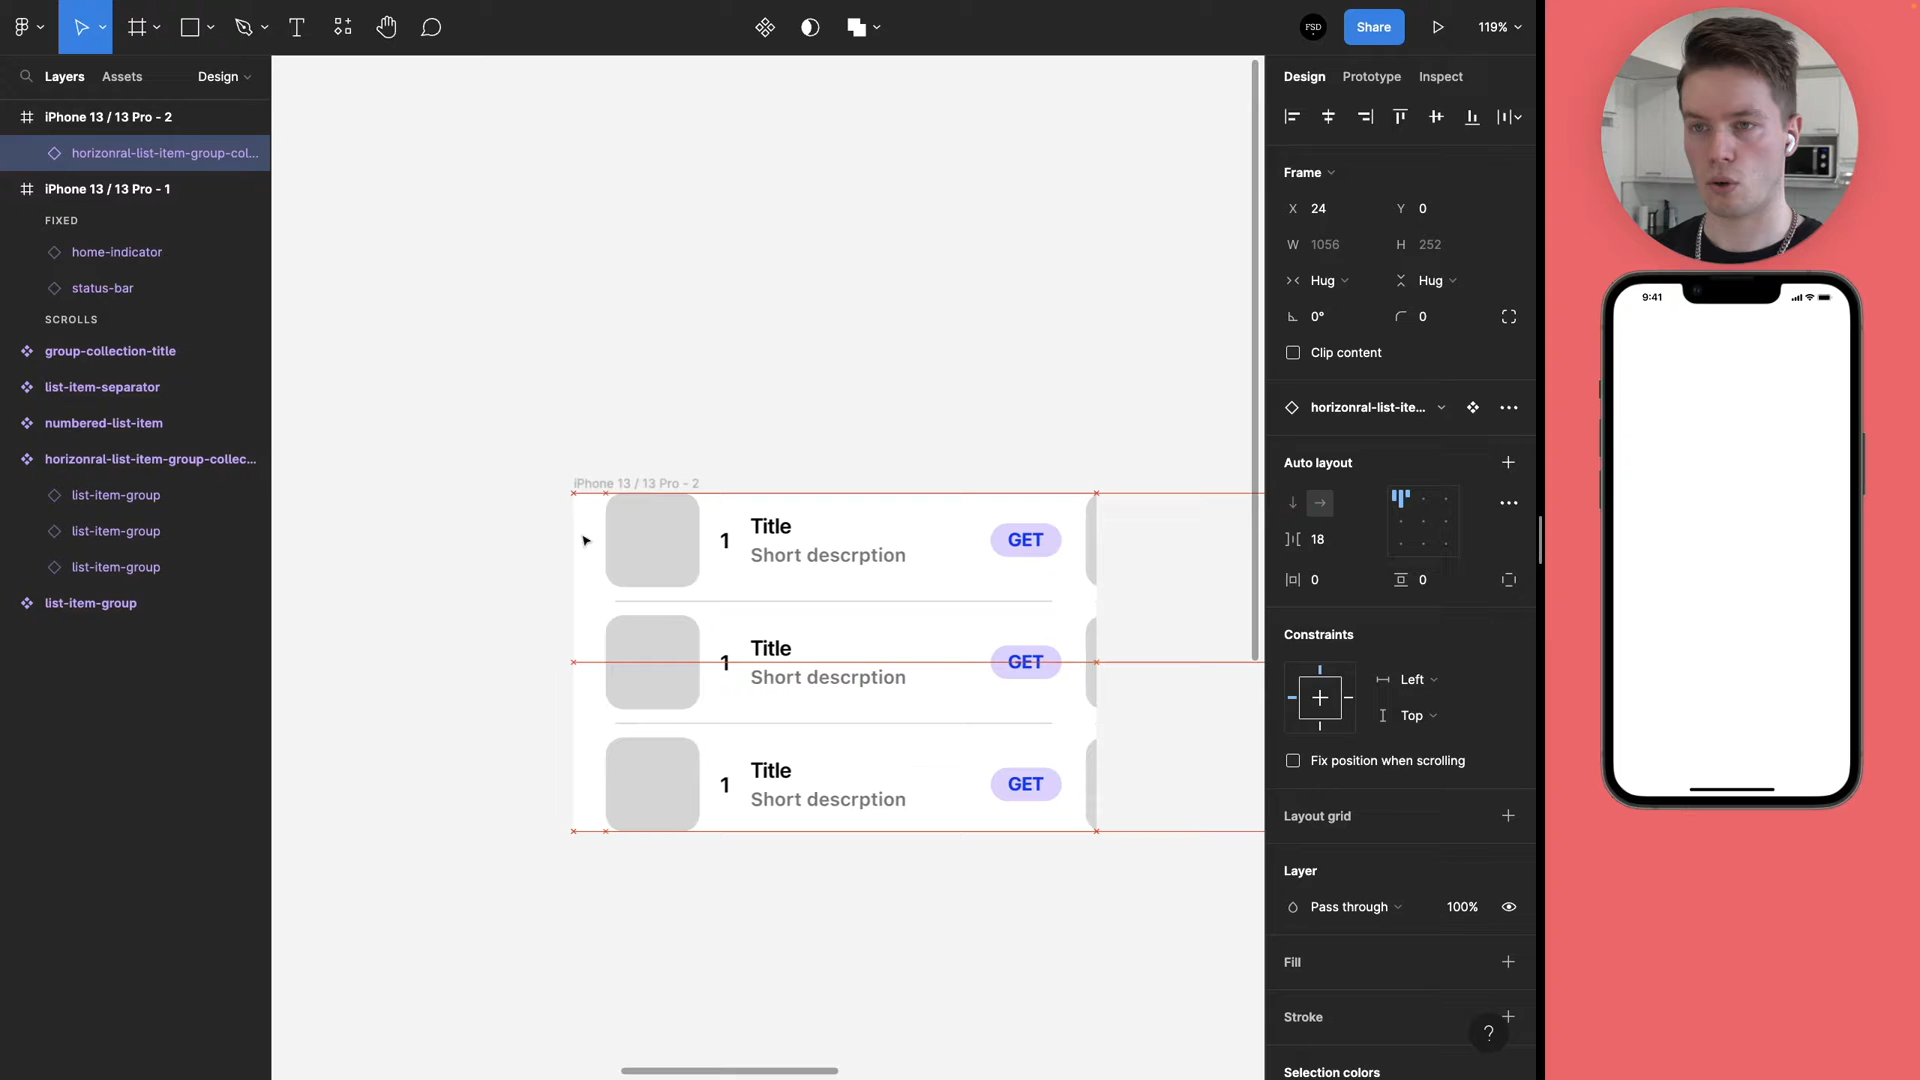 FSD
Share
119%
Layers
Assets
Design
iPhone 13 / 13 Pro - 2
horizonral-list-item-group-col...
iPhone 13 / 13 Pro - 1
FIXED
home-indicator
status-bar
SCROLLS
group-collection-title
list-item-separator
numbered-list-item
horizonral-list-item-group-collec...
list-item-group
list-item-group
list-item-group
list-item-group
iPhone 13 / 13 Pro - 2
1
Title
Short descrption
GET
1
Title
Short descrption
GET
1
Title
Short descrption
GET
Design
Prototype
Inspect
Frame
X 24
Y 0
W 1056
H 252
Hug
Hug
0°
0
Clip content
horizonral-list-ite...
Auto layout
18
0
0
Constraints
Left
Top
Fix position when scrolling
Layout grid
Layer
Pass through
100%
Fill
Stroke
?
Selection colors
9:41